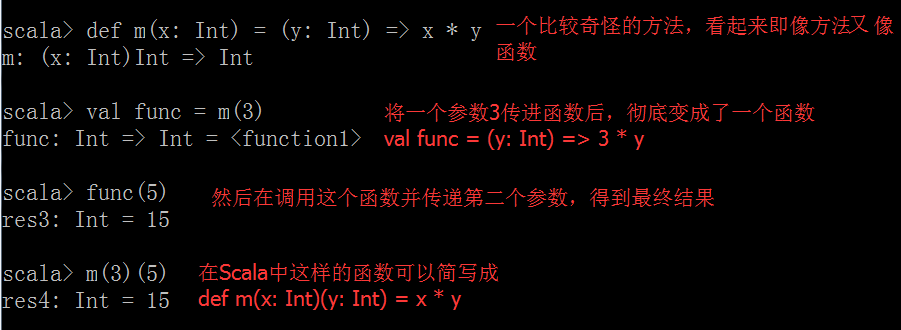 scala> def m(x: Int) = (y: Int) => x * y
一个比较奇怪的方法，看起来即像方法又像
函数
m: (x: Int)Int => Int
scala> val func = m(3)
将一个参数3传进函数后，彻底变成了一个函数
func: Int => Int = <function1>
val func = (y: Int) => 3 * y
scala> func(5)
然后在调用这个函数并传递第二个参数，得到最终结果
res3: Int = 15
scala> m(3)(5)
在Scala中这样的函数可以简写成
res4: Int = 15
def m(x: Int)(y: Int) = x * y